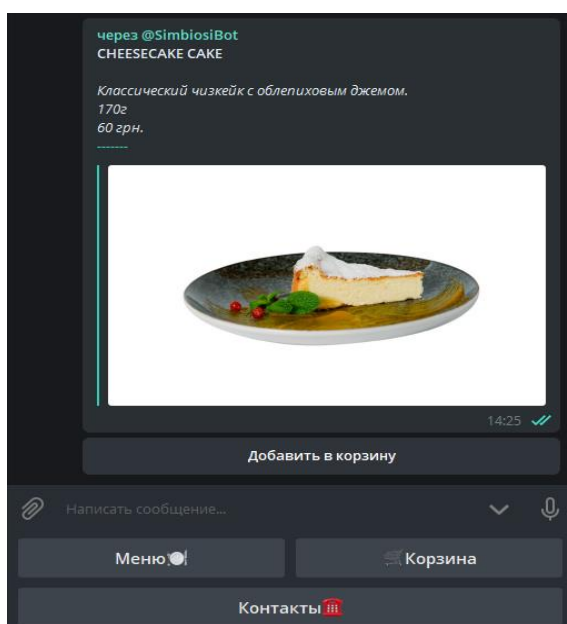 через @SimbiosiBot
CHEESECAKE CAKE
Классический чизкейк с облепиховым джемом.
170г
60 грн.
-------
14:25
Добавить в корзину
Написать сообщение...
Меню🍽
🛒Корзина
Контакты☎️